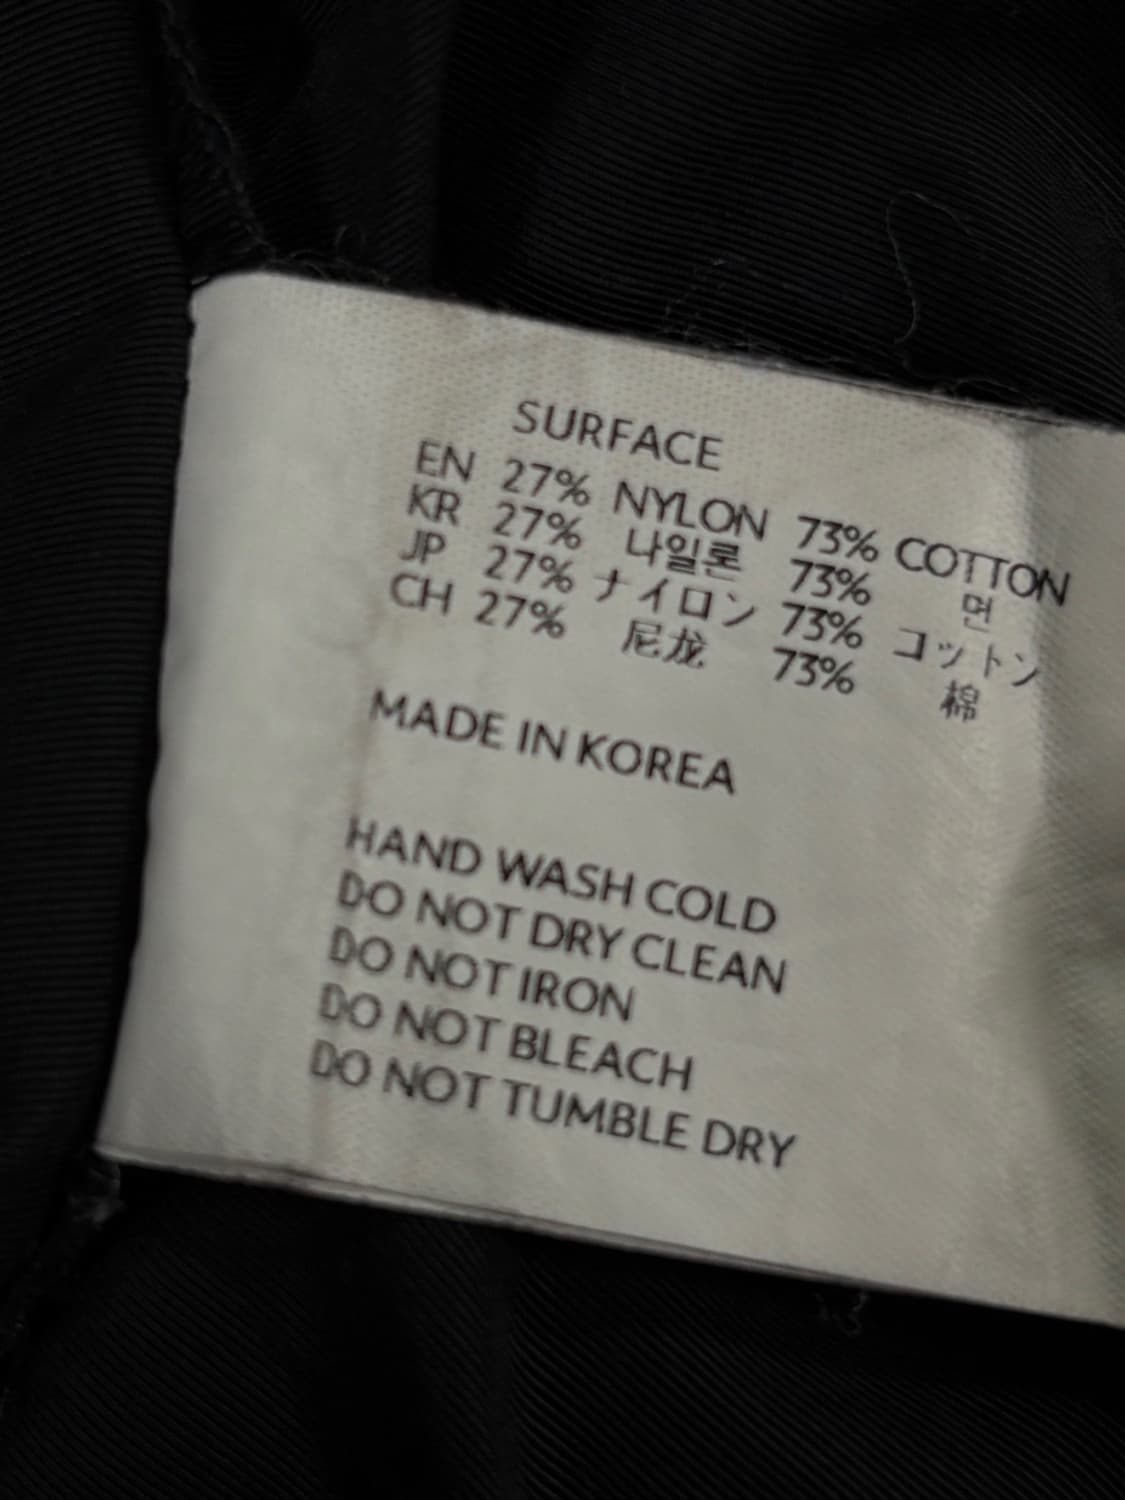 SURFACE
EN 27% NYLON 73% COTTON
KR 27% 나일론 73% 면
JP 27% ナイロン 73% コットン
CH 27% 尼龙 73% 棉
MADE IN KOREA
HAND WASH COLD
DO NOT DRY CLEAN
DO NOT IRON
DO NOT BLEACH
DO NOT TUMBLE DRY